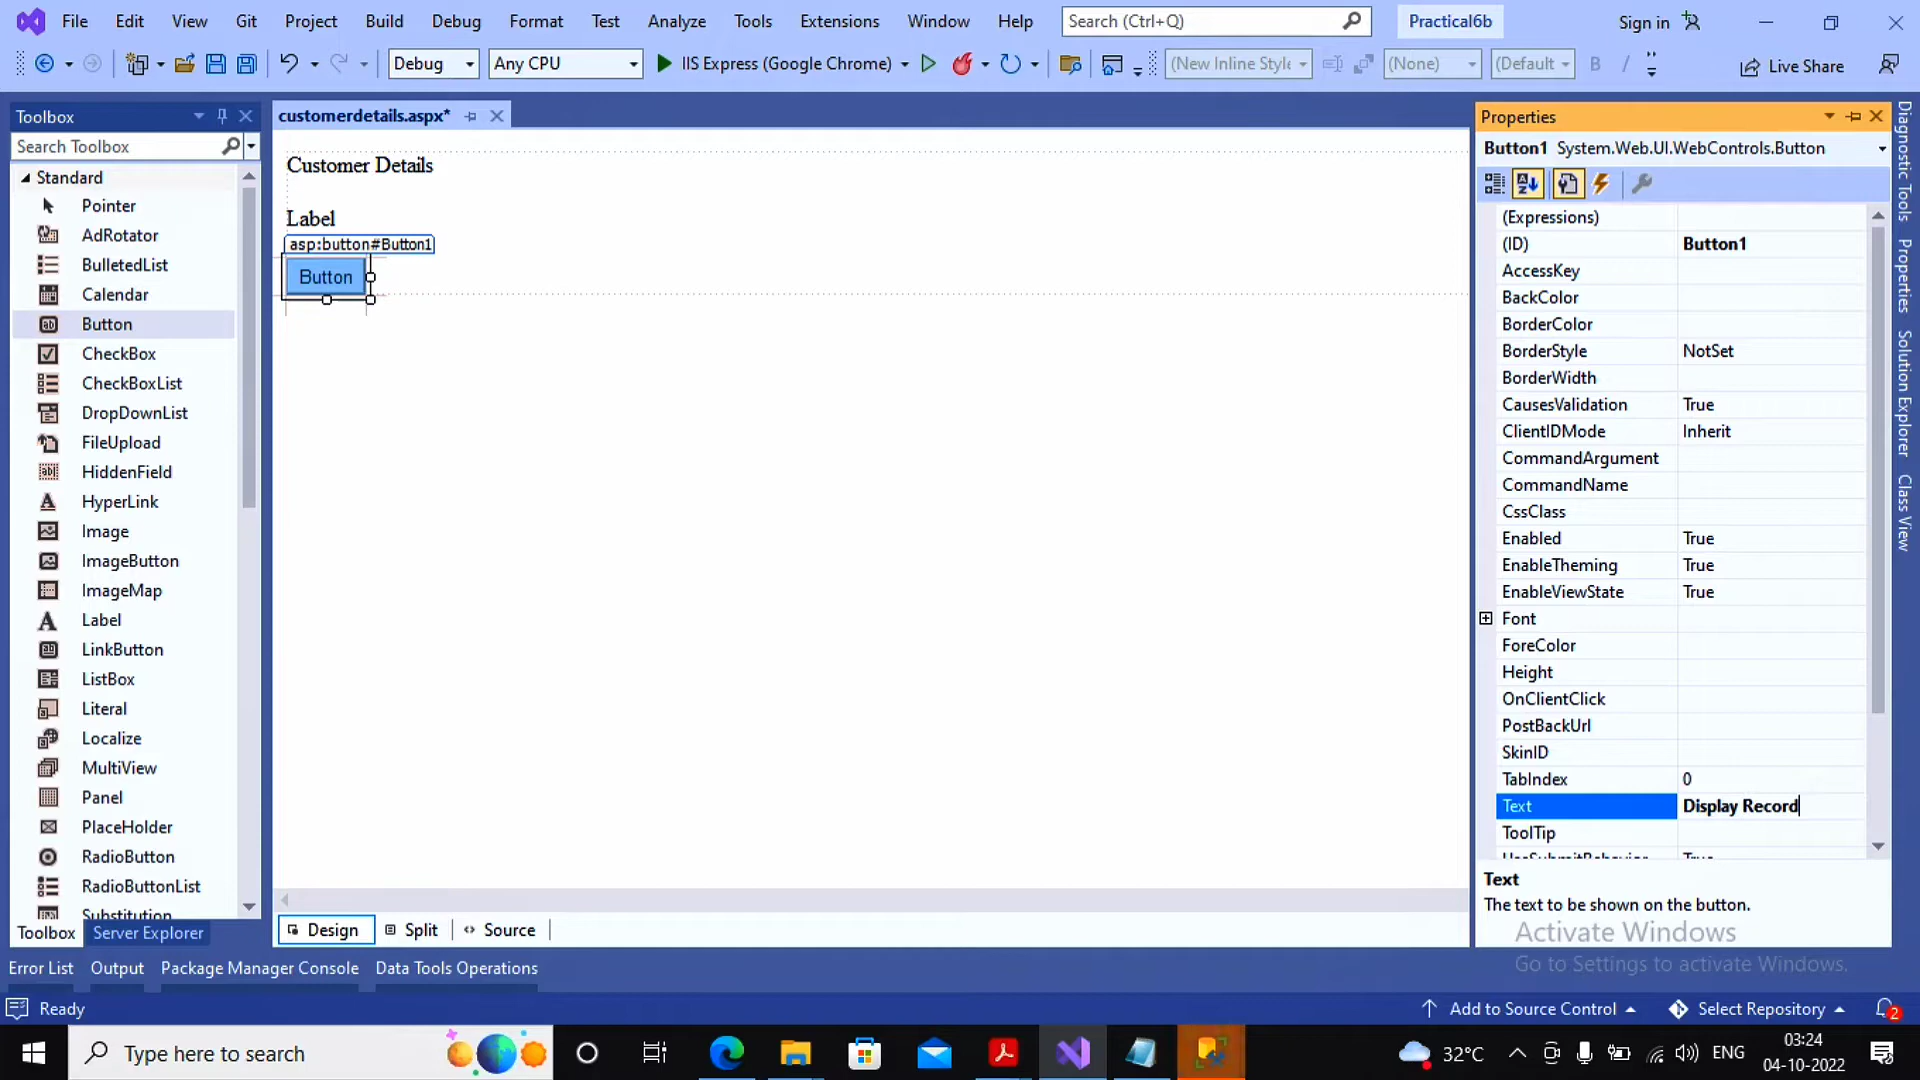 File Edit View Git Project Build Debug Format Test Analyze Tools Extensions Window Help Search (Ctrl+Q) Practical6b Sign in
Debug Any CPU IIS Express (Google Chrome) (New Inline Style (None) (Default Live Share
Toolbox
Search Toolbox
Standard
Pointer
AdRotator
BulletedList
Calendar
Button
CheckBox
CheckBoxList
DropDownList
FileUpload
HiddenField
HyperLink
Image
ImageButton
ImageMap
Label
LinkButton
ListBox
Literal
Localize
MultiView
Panel
PlaceHolder
RadioButton
RadioButtonList
Substitution
Toolbox Server Explorer
customerdetails.aspx*
Customer Details
Label
asp:button#Button1
Button
Design Split Source
Properties
Button1 System.Web.UI.WebControls.Button
(Expressions)
(ID) Button1
AccessKey
BackColor
BorderColor
BorderStyle NotSet
BorderWidth
CausesValidation True
ClientIDMode Inherit
CommandArgument
CommandName
CssClass
Enabled True
EnableTheming True
EnableViewState True
Font
ForeColor
Height
OnClientClick
PostBackUrl
SkinID
TabIndex 0
Text Display Record
ToolTip
UseSubmitBehavior True
Text
The text to be shown on the button.
Activate Windows
Go to Settings to activate Windows.
Diagnostic Tools
Properties
Solution Explorer
Class View
Error List Output Package Manager Console Data Tools Operations
Ready Add to Source Control Select Repository 2
Type here to search 32°C ENG 03:24
04-10-2022